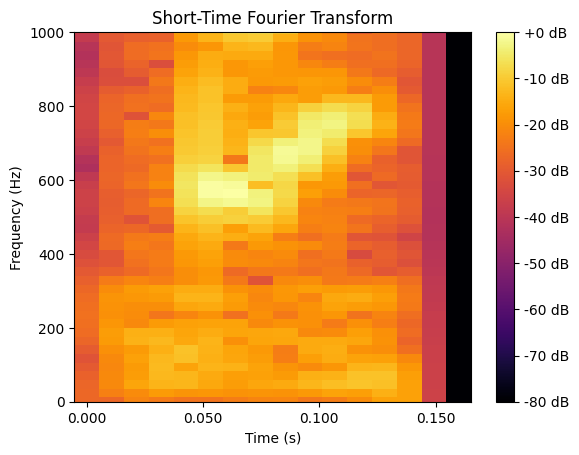 Short-Time Fourier Transform
1000
800
600
400
200
0
Frequency (Hz)
0.000
0.050
0.100
0.150
Time (s)
+0 dB
-10 dB
-20 dB
-30 dB
-40 dB
-50 dB
-60 dB
-70 dB
-80 dB